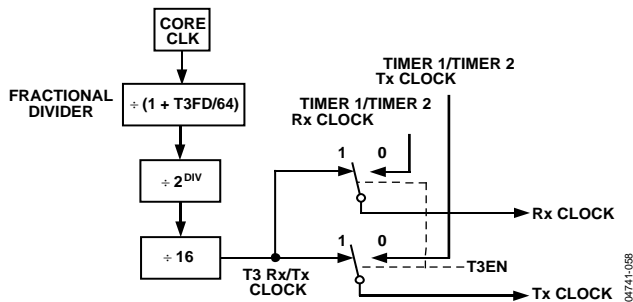 CORE
CLK
TIMER 1/TIMER 2
Tx CLOCK
FRACTIONAL
DIVIDER
÷ (1 + T3FD/64)
TIMER 1/TIMER 2
Rx CLOCK
1 0
÷ 2DIV
Rx CLOCK
÷ 16
1 0
T3 Rx/Tx
CLOCK
T3EN
Tx CLOCK
04741-058